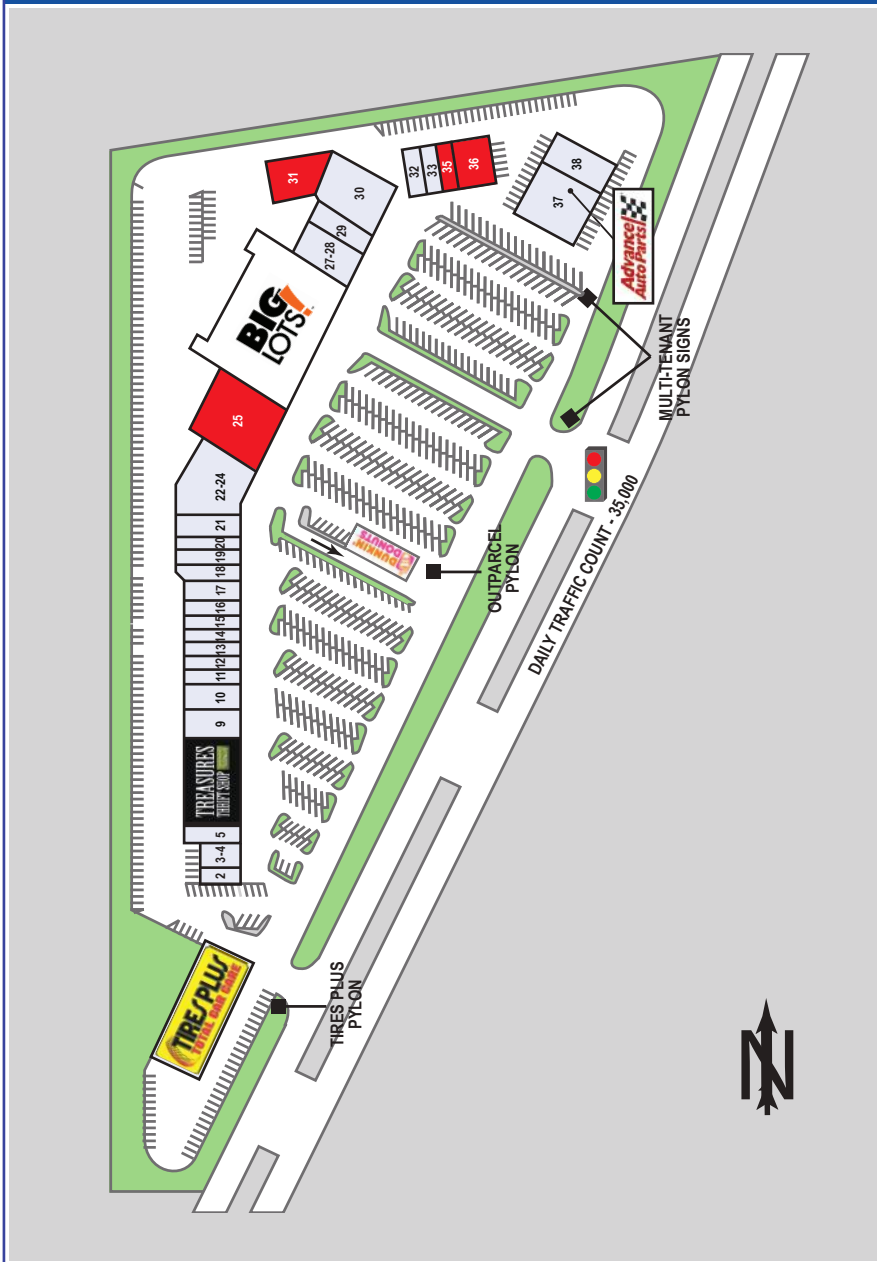 31
30
29
27-28
BIG
LOTS!
25
22-24
21
20
19
18
17
16
15
14
13
12
11
10
9
TREASURES
THRIFT SHOP
5
3-4
2
TIRES PLUS
TOTAL CAR CARE
32
33
35
36
38
37
Advance
Auto Parts
MULTI-TENANT
PYLON SIGNS
DUNKIN'
DONUTS
OUTPARCEL
PYLON
DAILY TRAFFIC COUNT - 35,000
TIRES PLUS
PYLON
N